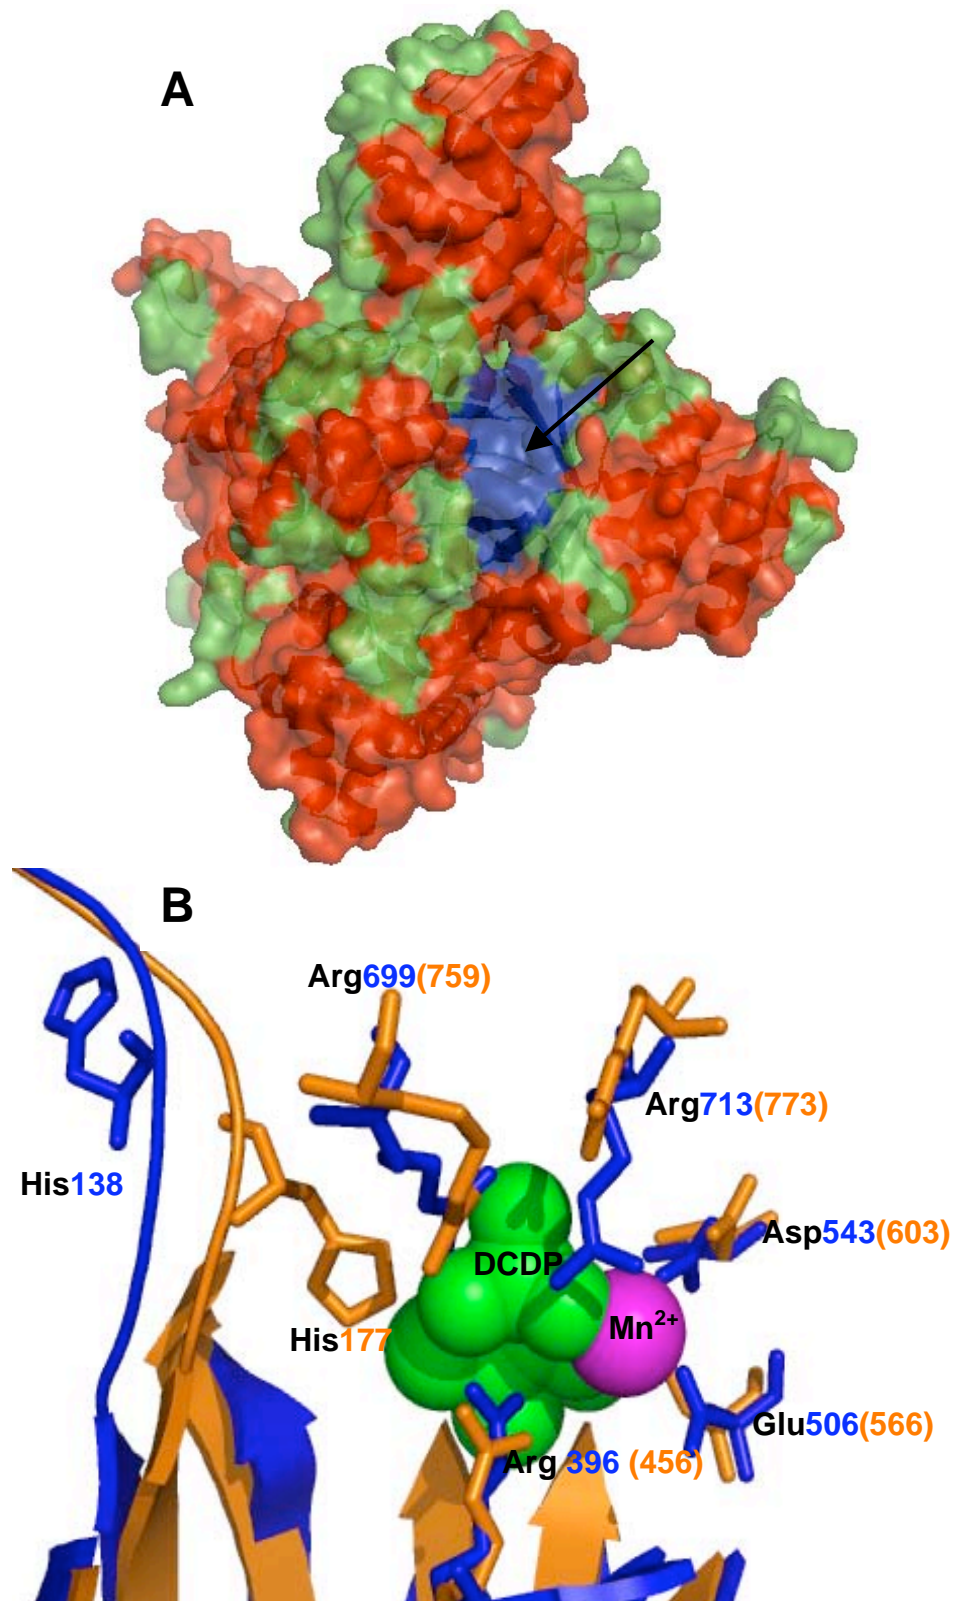 A
B
Arg699(759)
Arg713(773)
His138
Asp543(603)
DCDP
Mn2+
His177
Glu506(566)
Arg 396 (456)